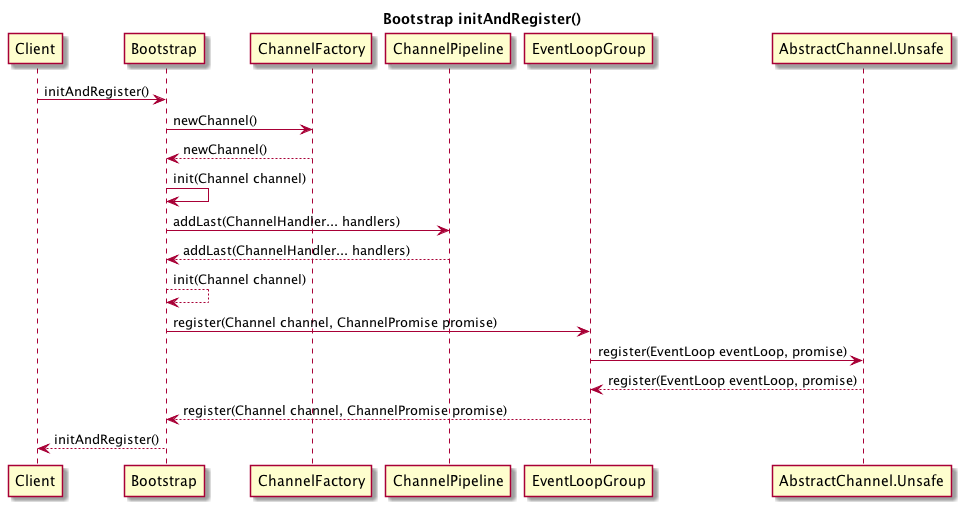 Bootstrap initAndRegister()
Client
Bootstrap
ChannelFactory
ChannelPipeline
EventLoopGroup
AbstractChannel.Unsafe
initAndRegister()
newChannel()
newChannel()
init(Channel channel)
addLast(ChannelHandler... handlers)
addLast(ChannelHandler... handlers)
init(Channel channel)
register(Channel channel, ChannelPromise promise)
register(EventLoop eventLoop, promise)
register(EventLoop eventLoop, promise)
register(Channel channel, ChannelPromise promise)
initAndRegister()
Client
Bootstrap
ChannelFactory
ChannelPipeline
EventLoopGroup
AbstractChannel.Unsafe